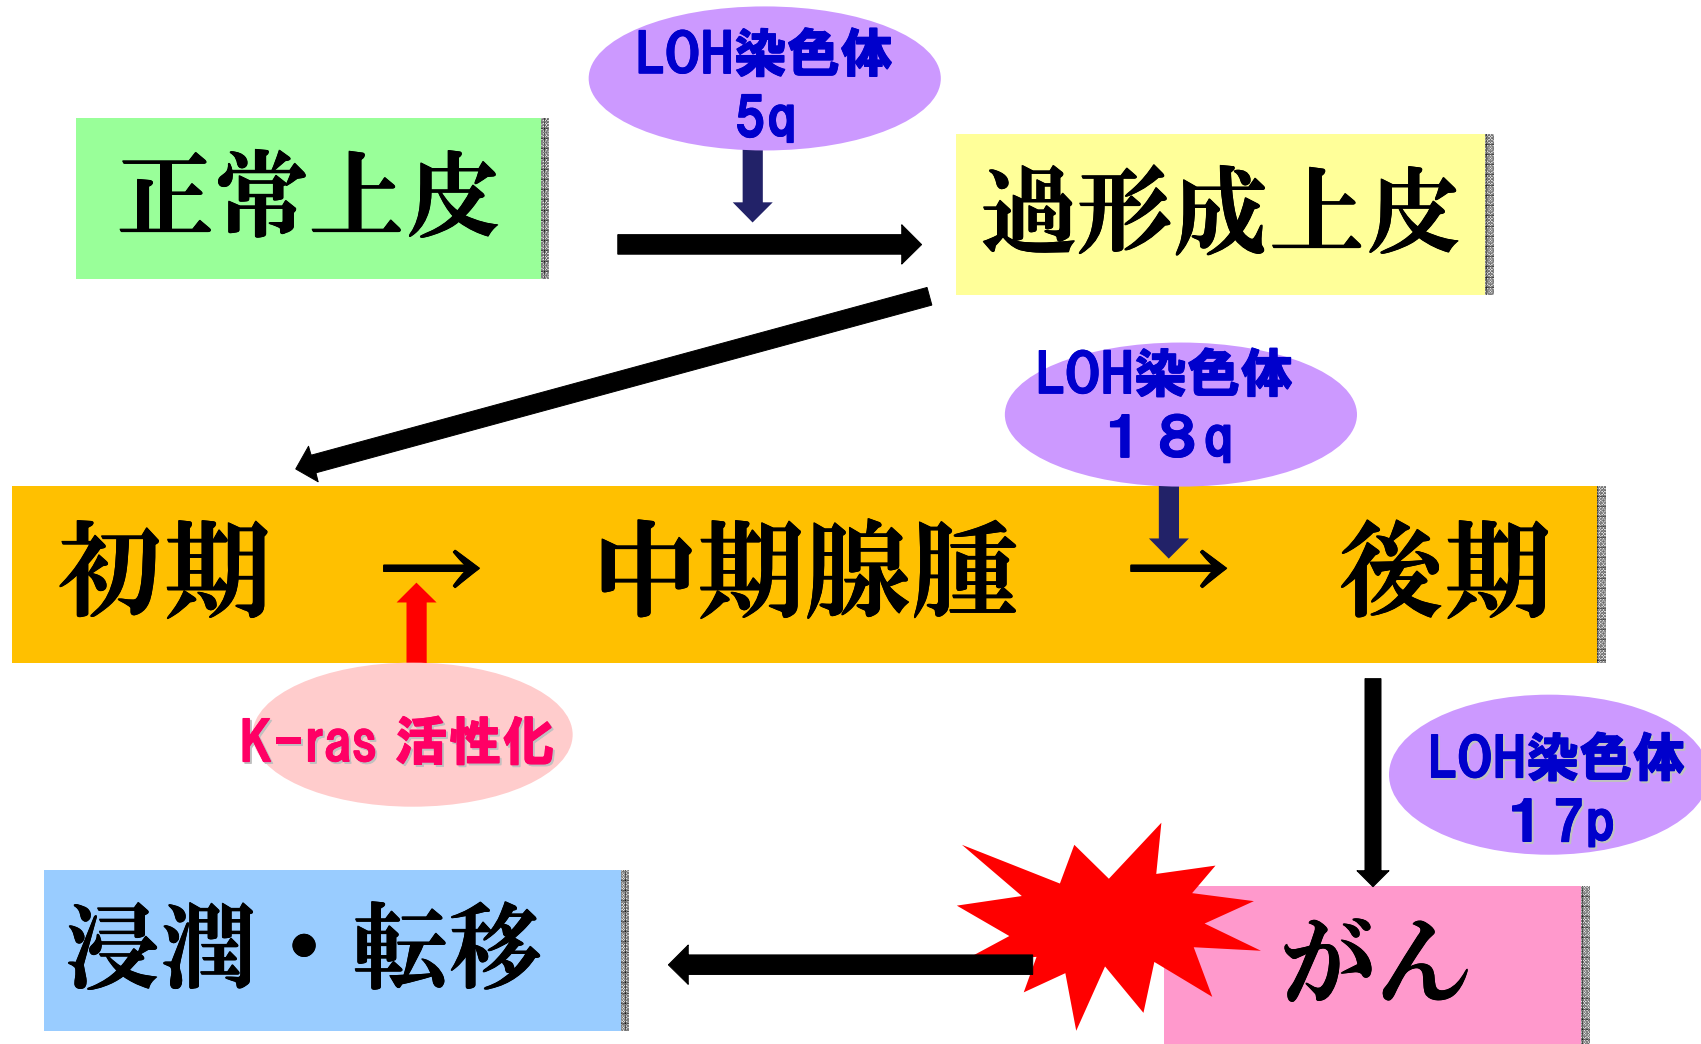 LOH染色体
5q
正常上皮
過形成上皮
LOH染色体
１８q
初期 → 中期腺腫 → 後期
K-ras 活性化
LOH染色体
１７p
浸潤・転移
がん